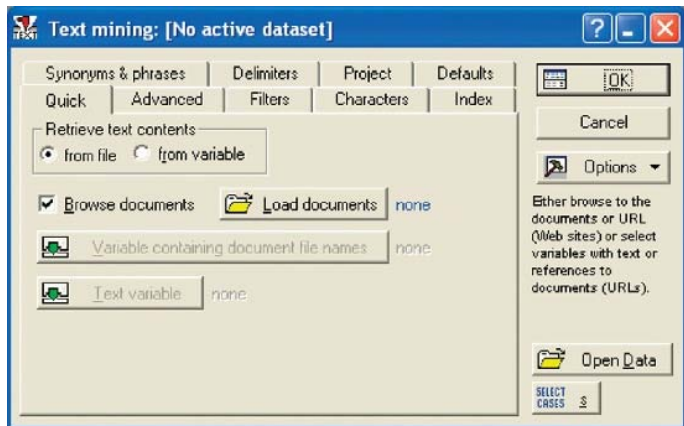 TEXT
Text mining: [No active dataset]
Synonyms & phrases Delimiters Project Defaults
Quick Advanced Filters Characters Index
Retrieve text contents
from file from variable
Browse documents Load documents none
Variable containing document file names none
Text variable none
OK
Cancel
Options
Either browse to the
documents or URL
(Web sites) or select
variables with text or
references to
documents (URLs).
Open Data
SELECT
CASES S